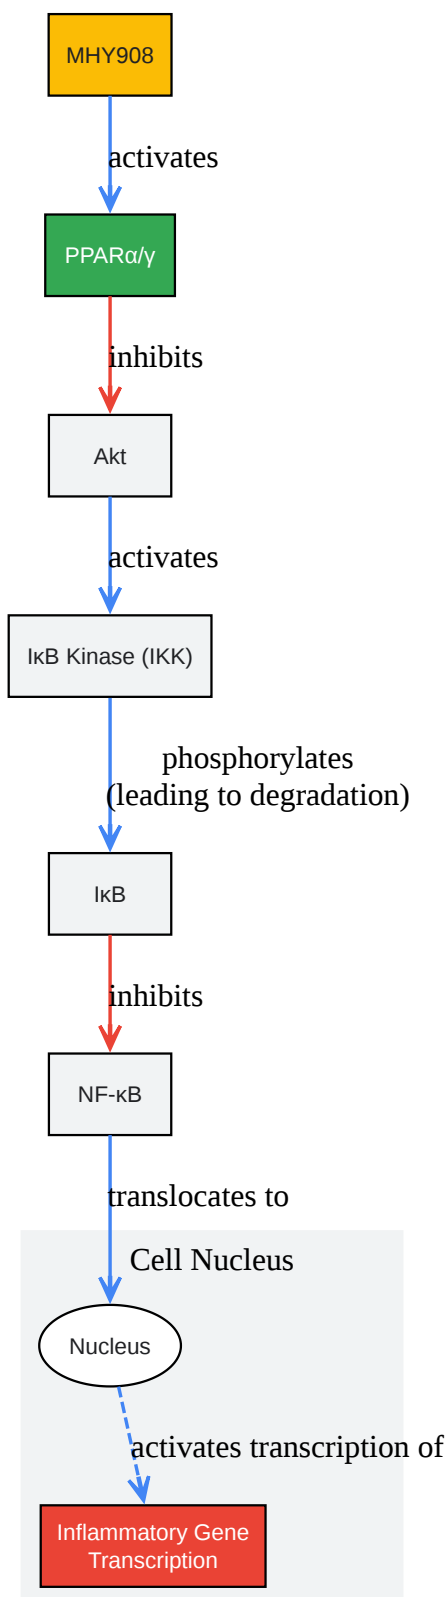 MHY908
activates
PPARα/γ
inhibits
Akt
activates
IκB Kinase (IKK)
phosphorylates
(leading to degradation)
IκB
inhibits
NF-κB
translocates to
Cell Nucleus
Nucleus
activates transcription of
Inflammatory Gene
Transcription